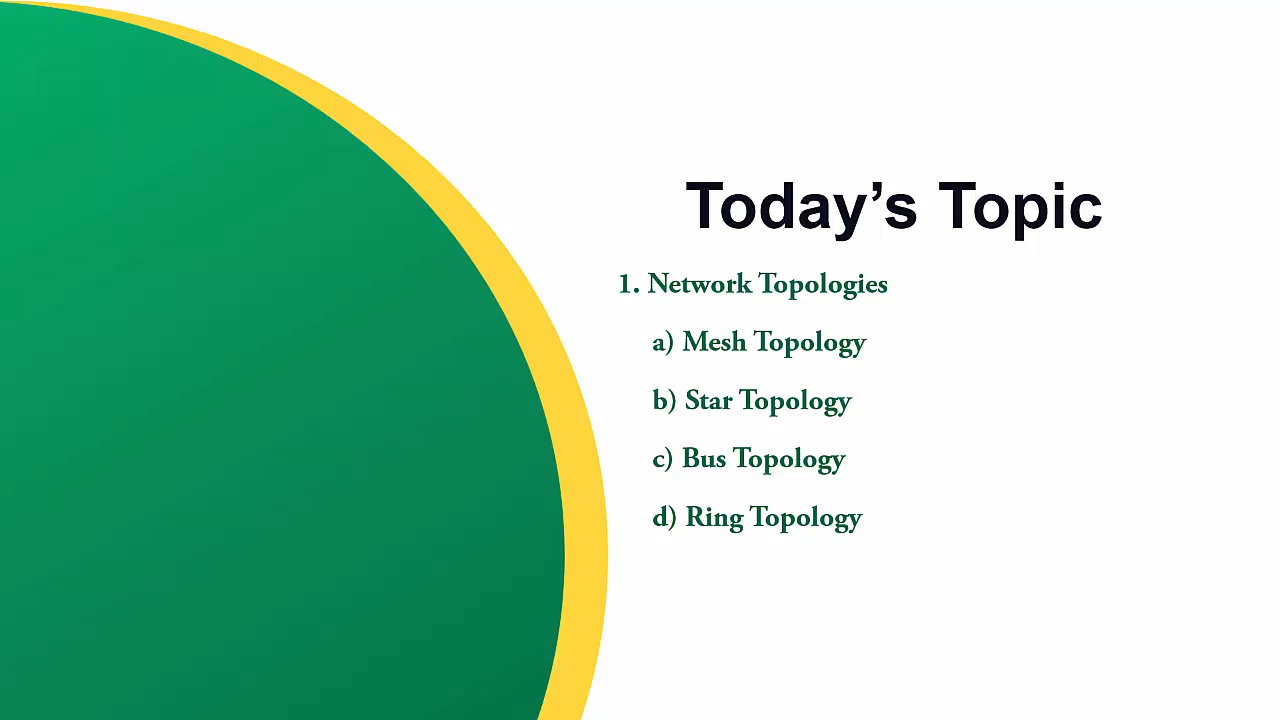 Today’s Topic
1. Network Topologies
a) Mesh Topology
b) Star Topology
c) Bus Topology
d) Ring Topology